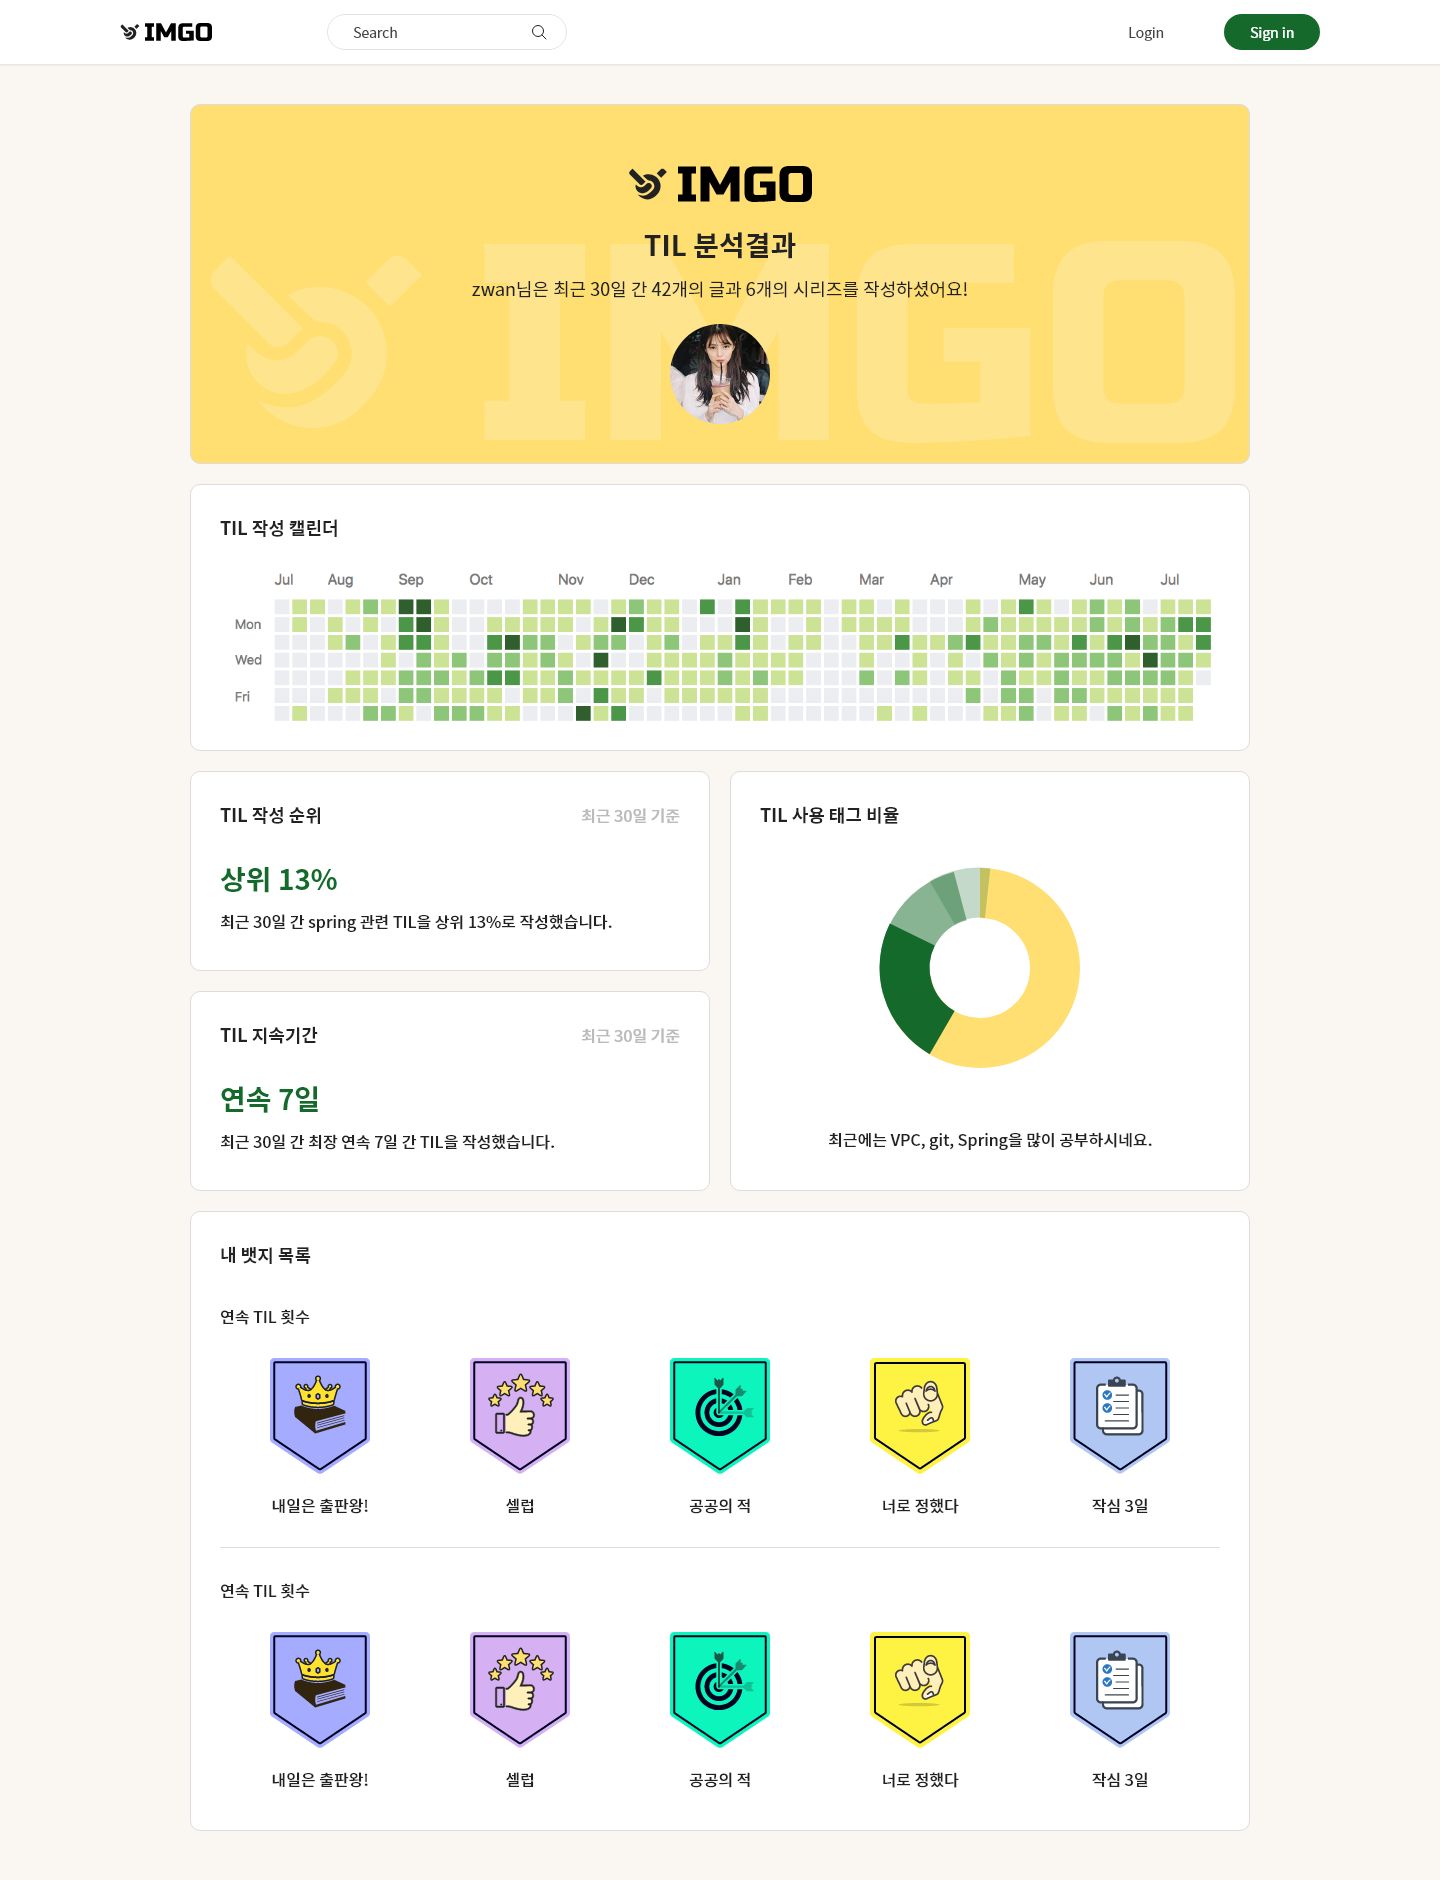 IMGO
Search
Login
Sign in
IMGO
IMGO
TIL 분석결과
zwan님은 최근 30일 간 42개의 글과 6개의 시리즈를 작성하셨어요!
TIL 작성 캘린더
Jul Aug Sep Oct Nov Dec Jan Feb Mar Apr May Jun Jul
Mon
Wed
Fri
TIL 작성 순위
최근 30일 기준
상위 13%
최근 30일 간 spring 관련 TIL을 상위 13%로 작성했습니다.
TIL 지속기간
최근 30일 기준
연속 7일
최근 30일 간 최장 연속 7일 간 TIL을 작성했습니다.
TIL 사용 태그 비율
최근에는 VPC, git, Spring을 많이 공부하시네요.
내 뱃지 목록
연속 TIL 횟수
내일은 출판왕!
셀럽
공공의 적
너로 정했다
작심 3일
연속 TIL 횟수
내일은 출판왕!
셀럽
공공의 적
너로 정했다
작심 3일